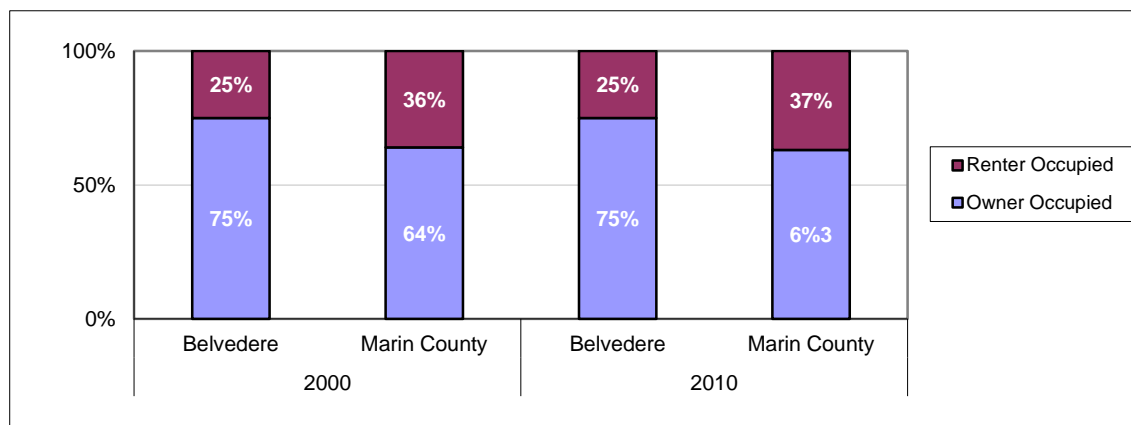 100%
50%
0%
25%
36%
25%
37%
75%
64%
75%
6%3
Renter Occupied
Owner Occupied
Belvedere
Marin County
Belvedere
Marin County
2000
2010